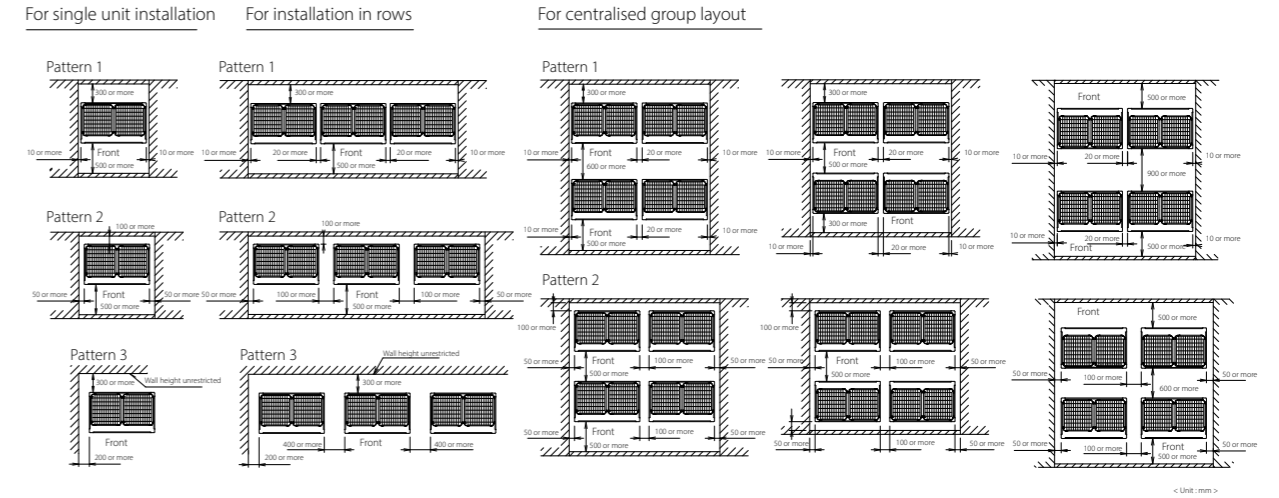 For single unit installation
For installation in rows
For centralised group layout
Pattern 1
300 or more
10 or more
Front
10 or more
500 or more
Pattern 2
100 or more
50 or more
Front
50 or more
500 or more
Pattern 3
300 or more
Wall height unrestricted
Front
200 or more
Pattern 1
300 or more
10 or more
20 or more
Front
20 or more
10 or more
500 or more
Pattern 2
100 or more
50 or more
100 or more
Front
100 or more
50 or more
500 or more
Pattern 3
Wall height unrestricted
300 or more
400 or more
Front
400 or more
200 or more
Pattern 1
300 or more
10 or more
Front
20 or more
10 or more
600 or more
10 or more
Front
20 or more
10 or more
500 or more
300 or more
10 or more
Front
20 or more
10 or more
500 or more
300 or more
Front
10 or more
20 or more
10 or more
Front
500 or more
10 or more
20 or more
10 or more
900 or more
10 or more
20 or more
10 or more
Front
500 or more
Pattern 2
100 or more
50 or more
Front
100 or more
50 or more
500 or more
50 or more
Front
100 or more
50 or more
500 or more
100 or more
50 or more
Front
100 or more
50 or more
500 or more
50 or more
100 or more
50 or more
Front
500 or more
50 or more
100 or more
50 or more
600 or more
50 or more
100 or more
Front
50 or more
500 or more
< Unit : mm >